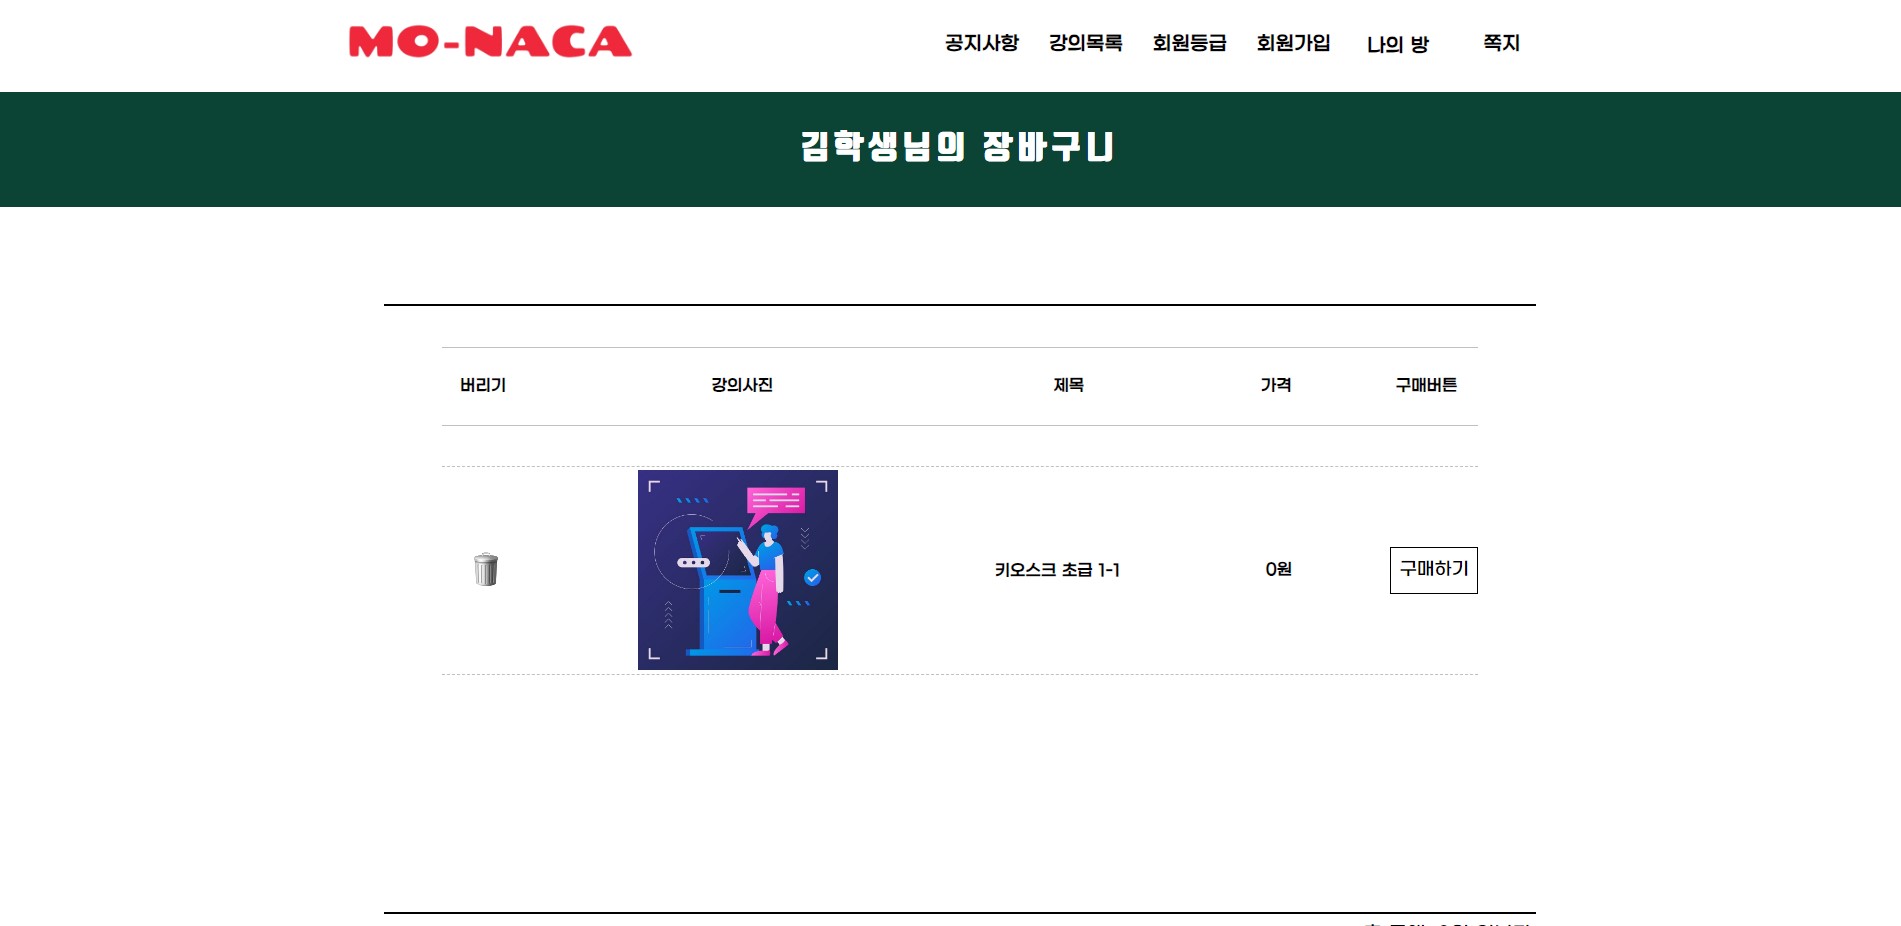 MO-NACA
공지사항 강의목록 회원등급 회원가입 나의 방 쪽지
김학생님의 장바구니
버리기 강의사진 제목 가격 구매버튼
키오스크 초급 1-1 0원 구매하기